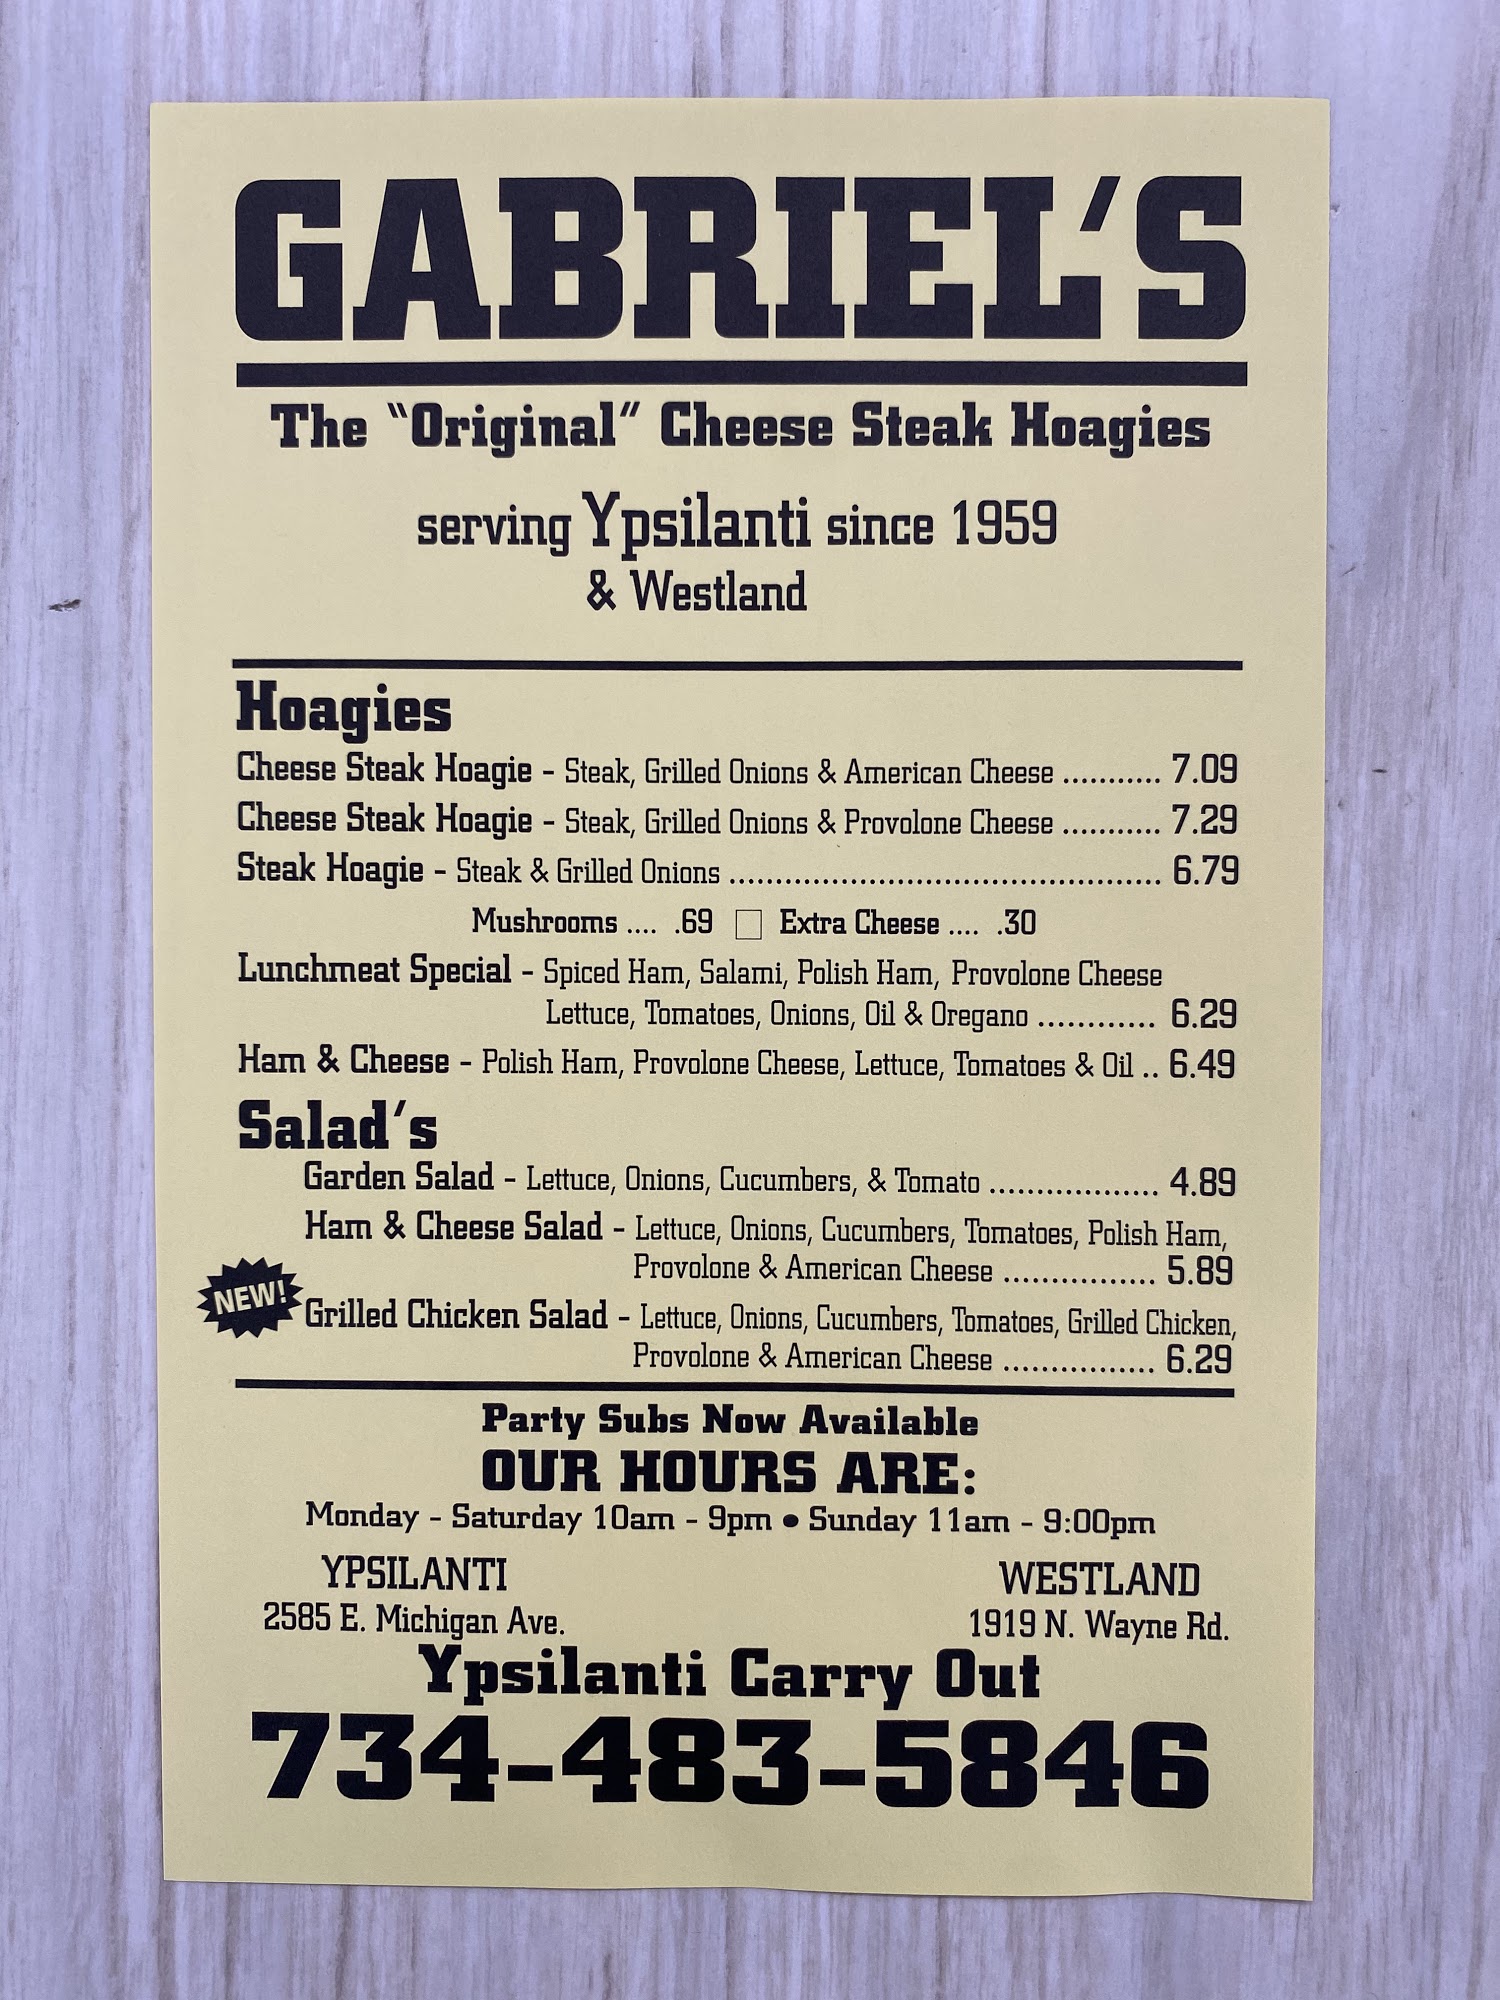 GABRIEL'S
The "Original" Cheese Steak Hoagies
serving Ypsilanti since 1959
& Westland
Hoagies
Cheese Steak Hoagie - Steak, Grilled Onions & American Cheese ........... 7.09
Cheese Steak Hoagie - Steak, Grilled Onions & Provolone Cheese ........... 7.29
Steak Hoagie - Steak & Grilled Onions ................................................ 6.79
Mushrooms .... .69 □ Extra Cheese .... .30
Lunchmeat Special - Spiced Ham, Salami, Polish Ham, Provolone Cheese
Lettuce, Tomatoes, Onions, Oil & Oregano ............. 6.29
Ham & Cheese - Polish Ham, Provolone Cheese, Lettuce, Tomatoes & Oil .. 6.49
Salad's
Garden Salad - Lettuce, Onions, Cucumbers, & Tomato ................... 4.89
Ham & Cheese Salad - Lettuce, Onions, Cucumbers, Tomatoes, Polish Ham,
Provolone & American Cheese ................. 5.89
NEW!
Grilled Chicken Salad - Lettuce, Onions, Cucumbers, Tomatoes, Grilled Chicken,
Provolone & American Cheese ................. 6.29
Party Subs Now Available
OUR HOURS ARE:
Monday - Saturday 10am - 9pm • Sunday 11am - 9:00pm
YPSILANTI
2585 E. Michigan Ave.
WESTLAND
1919 N. Wayne Rd.
Ypsilanti Carry Out
734-483-5846